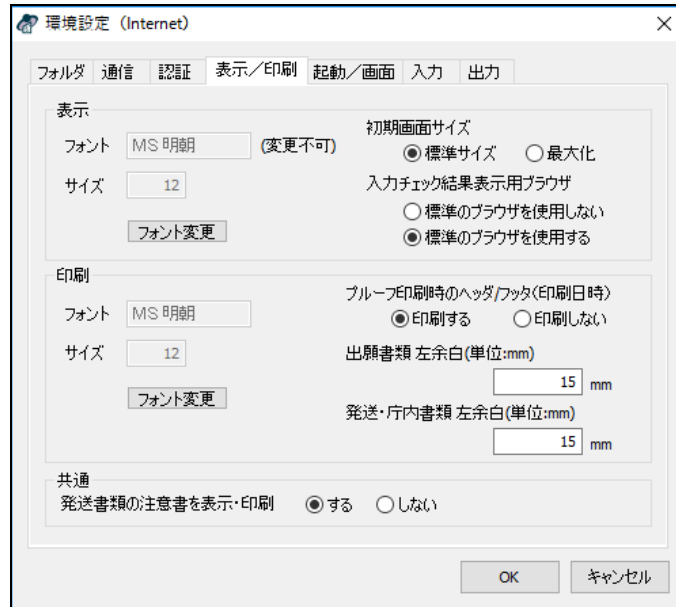 環境設定（Internet）
フォルダ 通信 認証 表示／印刷 起動／画面 入力 出力
表示
フォント MS 明朝 (変更不可)
サイズ 12
フォント変更
初期画面サイズ
標準サイズ 最大化
入力チェック結果表示用ブラウザ
標準のブラウザを使用しない
標準のブラウザを使用する
印刷
フォント MS 明朝
サイズ 12
フォント変更
プルーフ印刷時のヘッダ/フッタ(印刷日時)
印刷する 印刷しない
出願書類 左余白(単位:mm)
15 mm
発送・庁内書類 左余白(単位:mm)
15 mm
共通
発送書類の注意書を表示・印刷 する しない
OK キャンセル